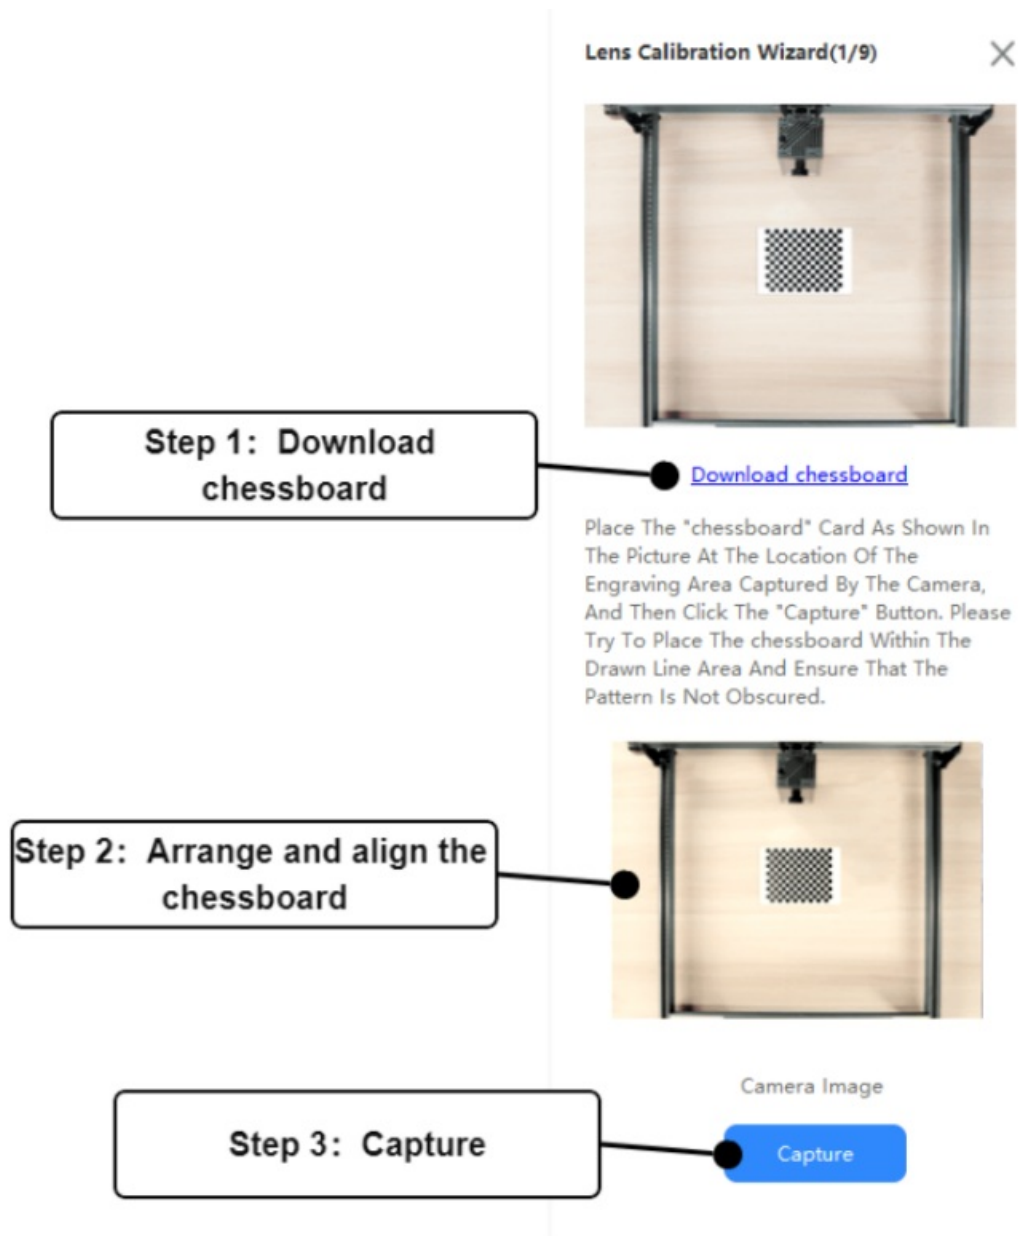 Lens Calibration Wizard(1/9)
Step 1: Download
chessboard
Download chessboard
Place The "chessboard" Card As Shown In
The Picture At The Location Of The
Engraving Area Captured By The Camera,
And Then Click The "Capture" Button. Please
Try To Place The chessboard Within The
Drawn Line Area And Ensure That The
Pattern Is Not Obscured.
Step 2: Arrange and align the
chessboard
Camera Image
Step 3: Capture
Capture